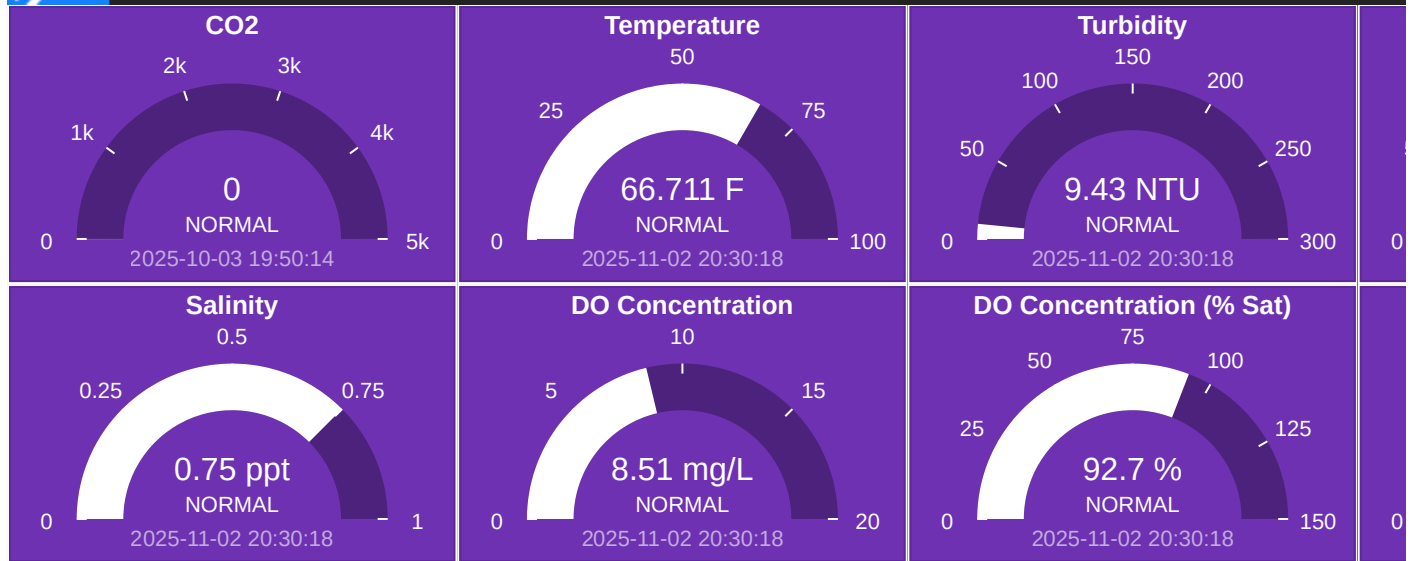 CO2
2k
3k
1k
4k
0
NORMAL
0
5k
2025-10-03 19:50:14
Temperature
50
25
75
66.711 F
NORMAL
0
100
2025-11-02 20:30:18
Turbidity
150
100
200
50
250
9.43 NTU
NORMAL
0
300
2025-11-02 20:30:18
0
Salinity
0.5
0.25
0.75
0.75 ppt
NORMAL
0
1
2025-11-02 20:30:18
DO Concentration
10
5
15
8.51 mg/L
NORMAL
0
20
2025-11-02 20:30:18
DO Concentration (% Sat)
75
50
100
25
125
92.7 %
NORMAL
0
150
2025-11-02 20:30:18
0